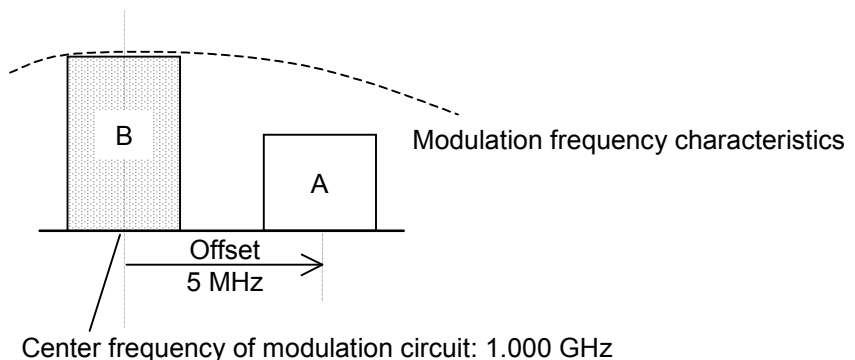 B
Modulation frequency characteristics
A
Offset
5 MHz
Center frequency of modulation circuit: 1.000 GHz